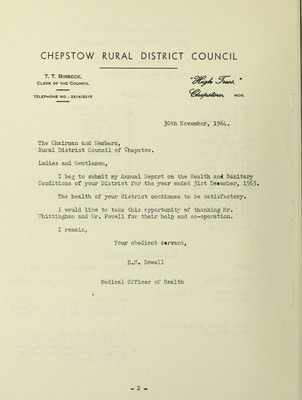 CHEPSTOW RURAL DISTRICT COUNCIL
T. T. BIRBECK,
CLERK OF THE COUNCIL
TELEPHONE NO.: 2214/2219
"High Trees,"
Chepstow, MON.
30th November, 1964.
The Chairman and Members,
Rural District Council of Chepstow.
Ladies and Gentlemen,
I beg to submit my Annual Report on the Health and Sanitary
Conditions of your District for the year ended 31st December, 1963.
The health of your district continues to be satisfactory.
I would like to take this opportunity of thanking Mr.
Whittingham and Mr. Powell for their help and co-operation.
I remain,
Your obedient servant,
E.M. Sewall
Medical Officer of Health
- 2 -